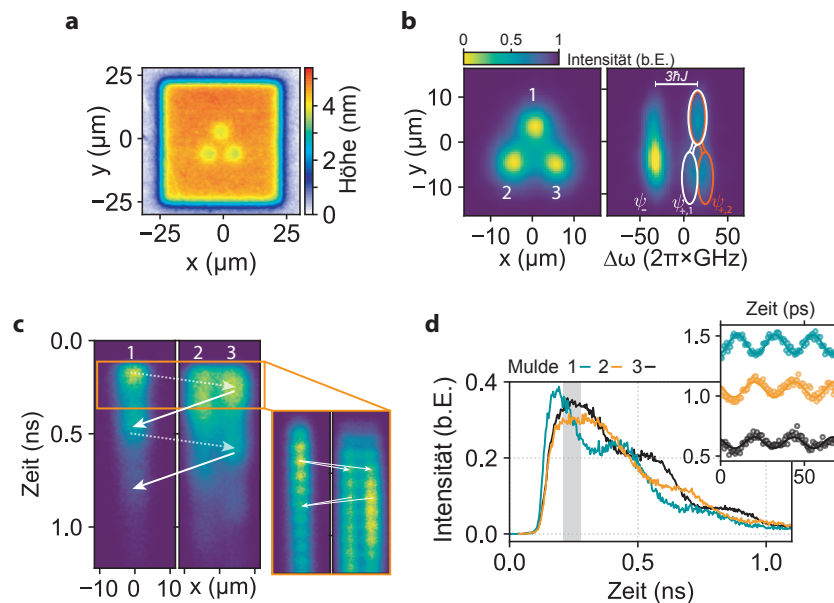 a
28
0
−25
y (µm)
−25
0
25
x (µm)
4
2
0
Höhe (nm)
b
0
0.5
1
Intensität (b.E.)
16
0
−10
y (µm)
1
2
3
−10
0
10
x (µm)
3ℏJ
ψ₋
ψ₊,₁
ψ₊,₂
−50
0
50
Δω (2π×GHz)
c
0.0
0.5
1.0
Zeit (ns)
1
2
3
−10
0
10
x (µm)
d
Mulde 1 2 3
0.4
0.2
0.0
Intensität (b.E.)
0.0
0.5
1.0
Zeit (ns)
Zeit (ps)
1.5
1.0
0.5
0
50